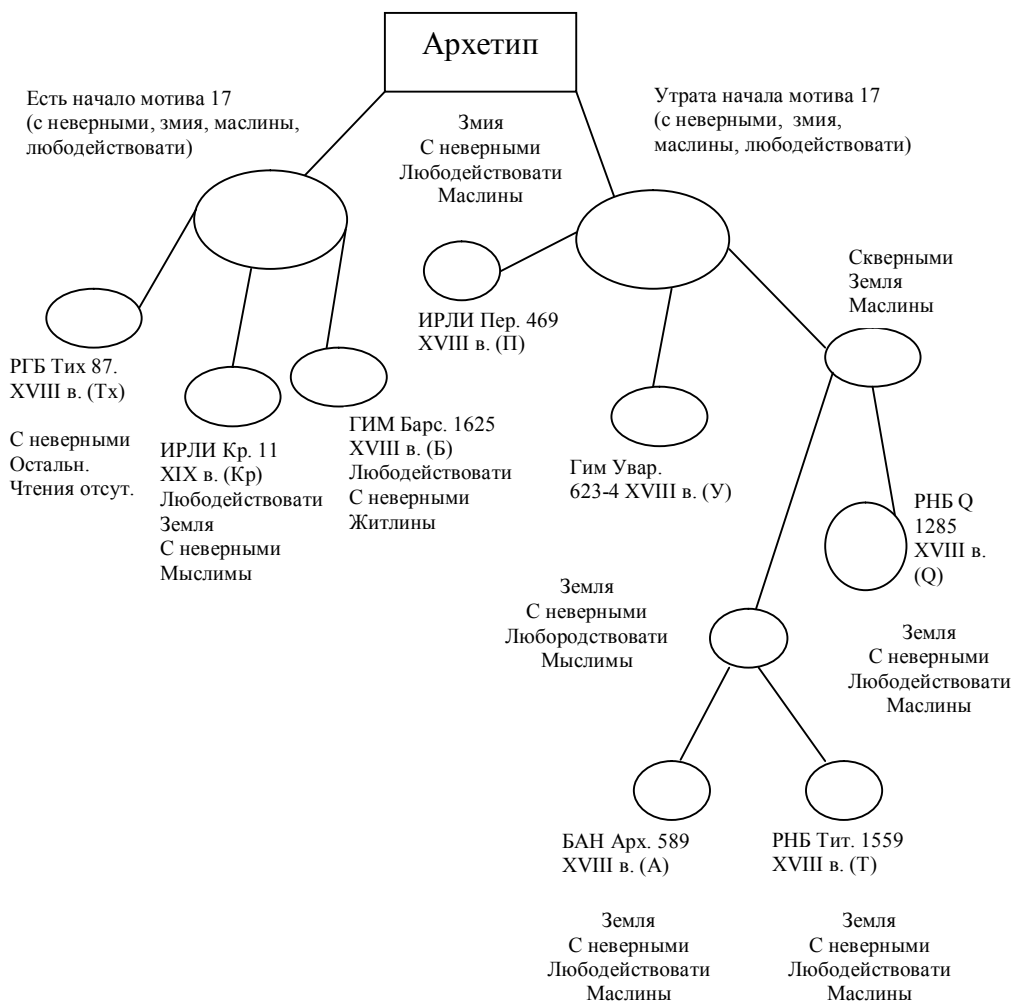 Архетип
Есть начало мотива 17
(с неверными, змия, маслины,
любодействовати)
Змия
С неверными
Любодействовати
Маслины
Утрата начала мотива 17
(с неверными, змия,
маслины, любодействовати)
Скверными
Земля
Маслины
РГБ Тих 87.
XVIII в. (Тх)
С неверными
Остальн.
Чтения отсут.
ИРЛИ Кр. 11
XIX в. (Кр)
Любодействовати
Земля
С неверными
Мыслимы
ГИМ Барс. 1625
XVIII в. (Б)
Любодействовати
С неверными
Житлины
ИРЛИ Пер. 469
XVIII в. (П)
Гим Увар.
623-4 XVIII в. (У)
РНБ Q
1285
XVIII в.
(Q)
Земля
С неверными
Любородствовати
Мыслимы
Земля
С неверными
Любодействовати
Маслины
БАН Арх. 589
XVIII в. (А)
РНБ Тит. 1559
XVIII в. (Т)
Земля
С неверными
Любодействовати
Маслины
Земля
С неверными
Любодействовати
Маслины